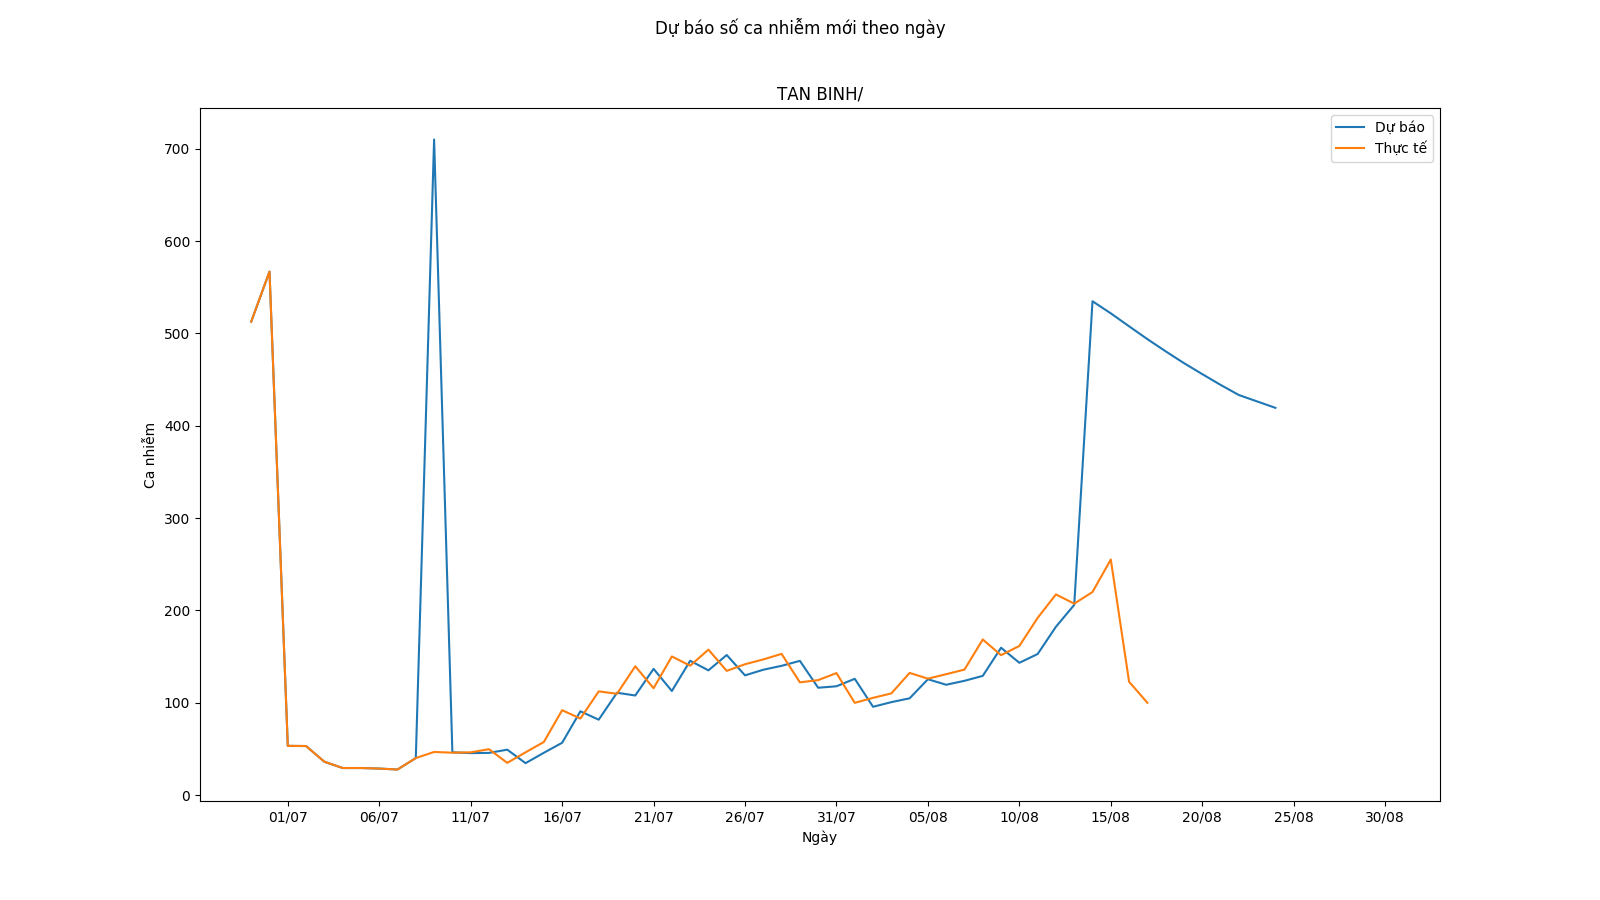 Dự báo số ca nhiễm mới theo ngày
TAN BINH/
Dự báo
Thực tế
700
600
500
400
300
200
100
0
Ca nhiễm
01/07 06/07 11/07 16/07 21/07 26/07 31/07 05/08 10/08 15/08 20/08 25/08 30/08
Ngày